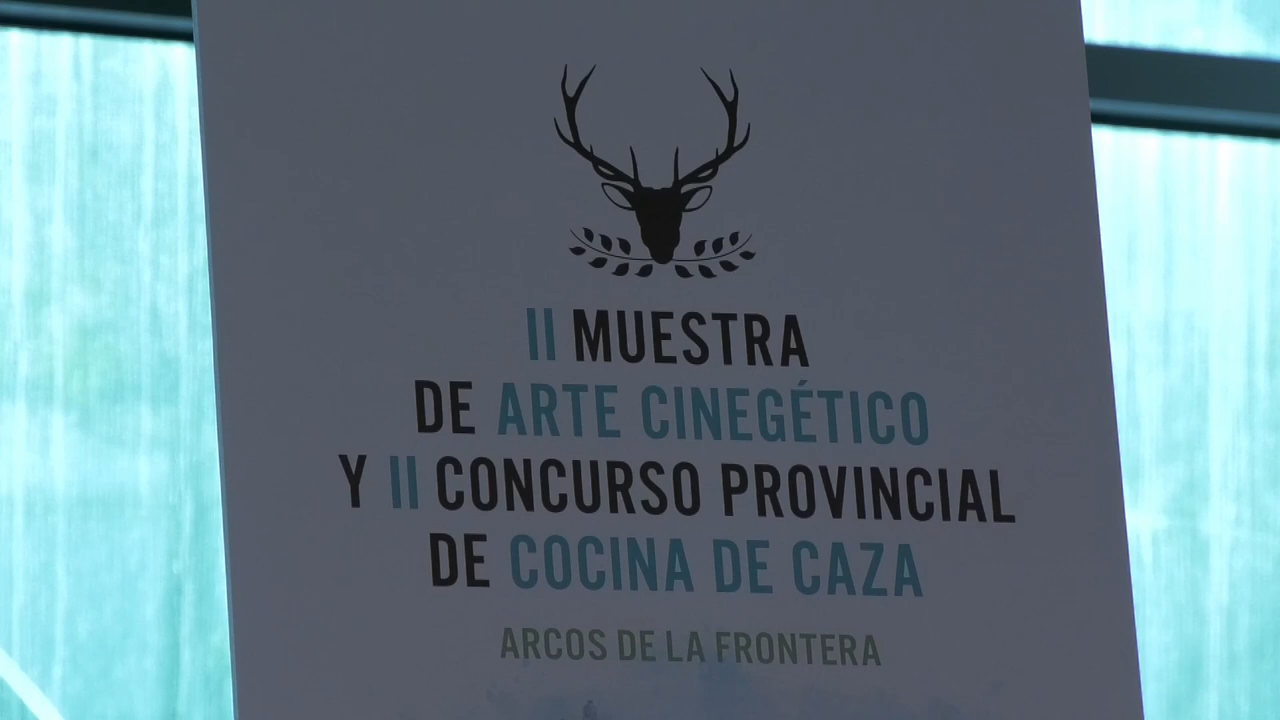 II MUESTRA
DE ARTE CINEGÉTICO
Y II CONCURSO PROVINCIAL
DE COCINA DE CAZA
ARCOS DE LA FRONTERA